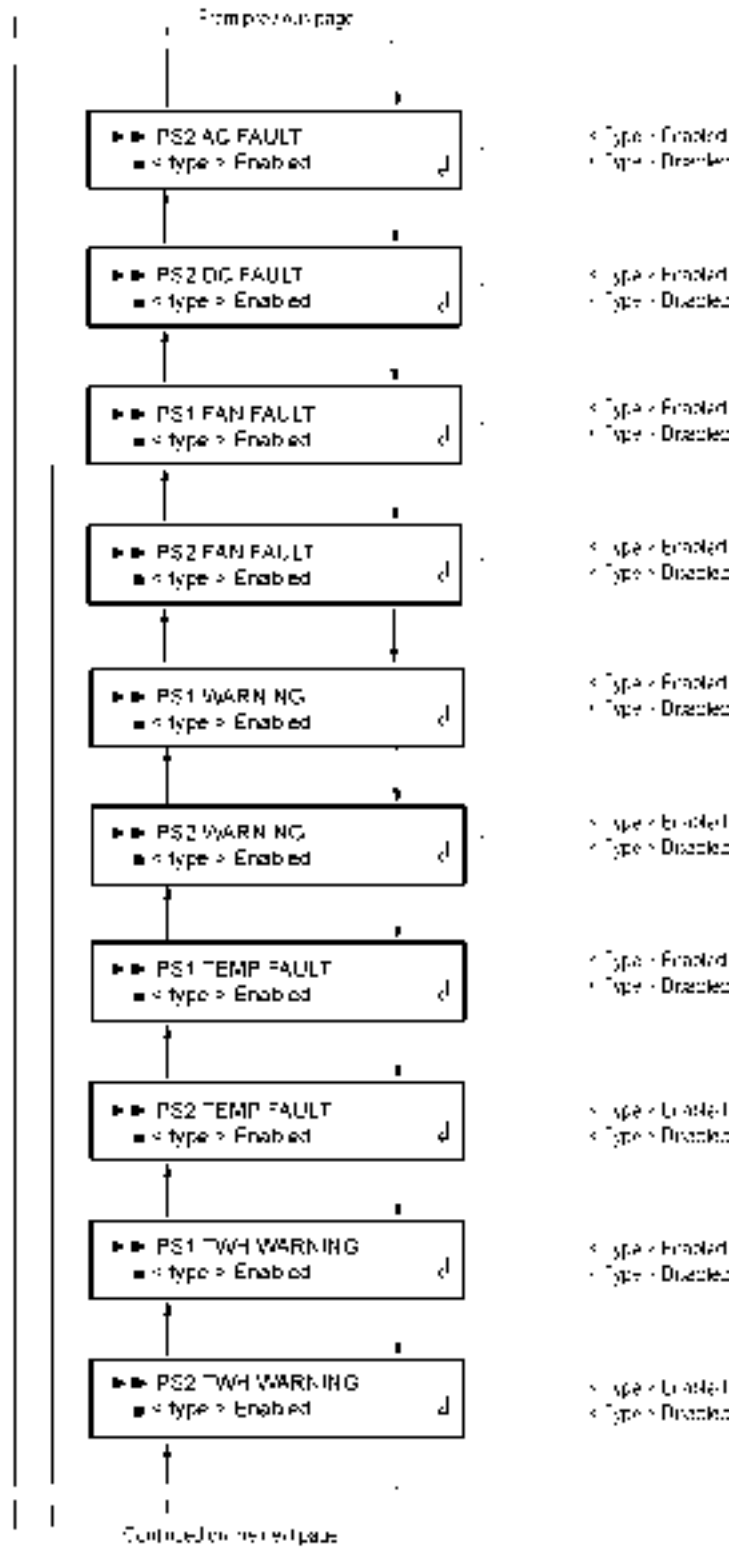 From previous page
►► PS2 AC FAULT
■ < type > Enabled ↲
< Type > Enabled
< Type > Disabled
►► PS2 DC FAULT
■ < type > Enabled ↲
< Type > Enabled
< Type > Disabled
►► PS1 FAN FAULT
■ < type > Enabled ↲
< Type > Enabled
< Type > Disabled
►► PS2 FAN FAULT
■ < type > Enabled ↲
< Type > Enabled
< Type > Disabled
►► PS1 WARNING
■ < type > Enabled ↲
< Type > Enabled
< Type > Disabled
►► PS2 WARNING
■ < type > Enabled ↲
< Type > Enabled
< Type > Disabled
►► PS1 TEMP FAULT
■ < type > Enabled ↲
< Type > Enabled
< Type > Disabled
►► PS2 TEMP FAULT
■ < type > Enabled ↲
< Type > Enabled
< Type > Disabled
►► PS1 TWH WARNING
■ < type > Enabled ↲
< Type > Enabled
< Type > Disabled
►► PS2 TWH WARNING
■ < type > Enabled ↲
< Type > Enabled
< Type > Disabled
Continued on the next page